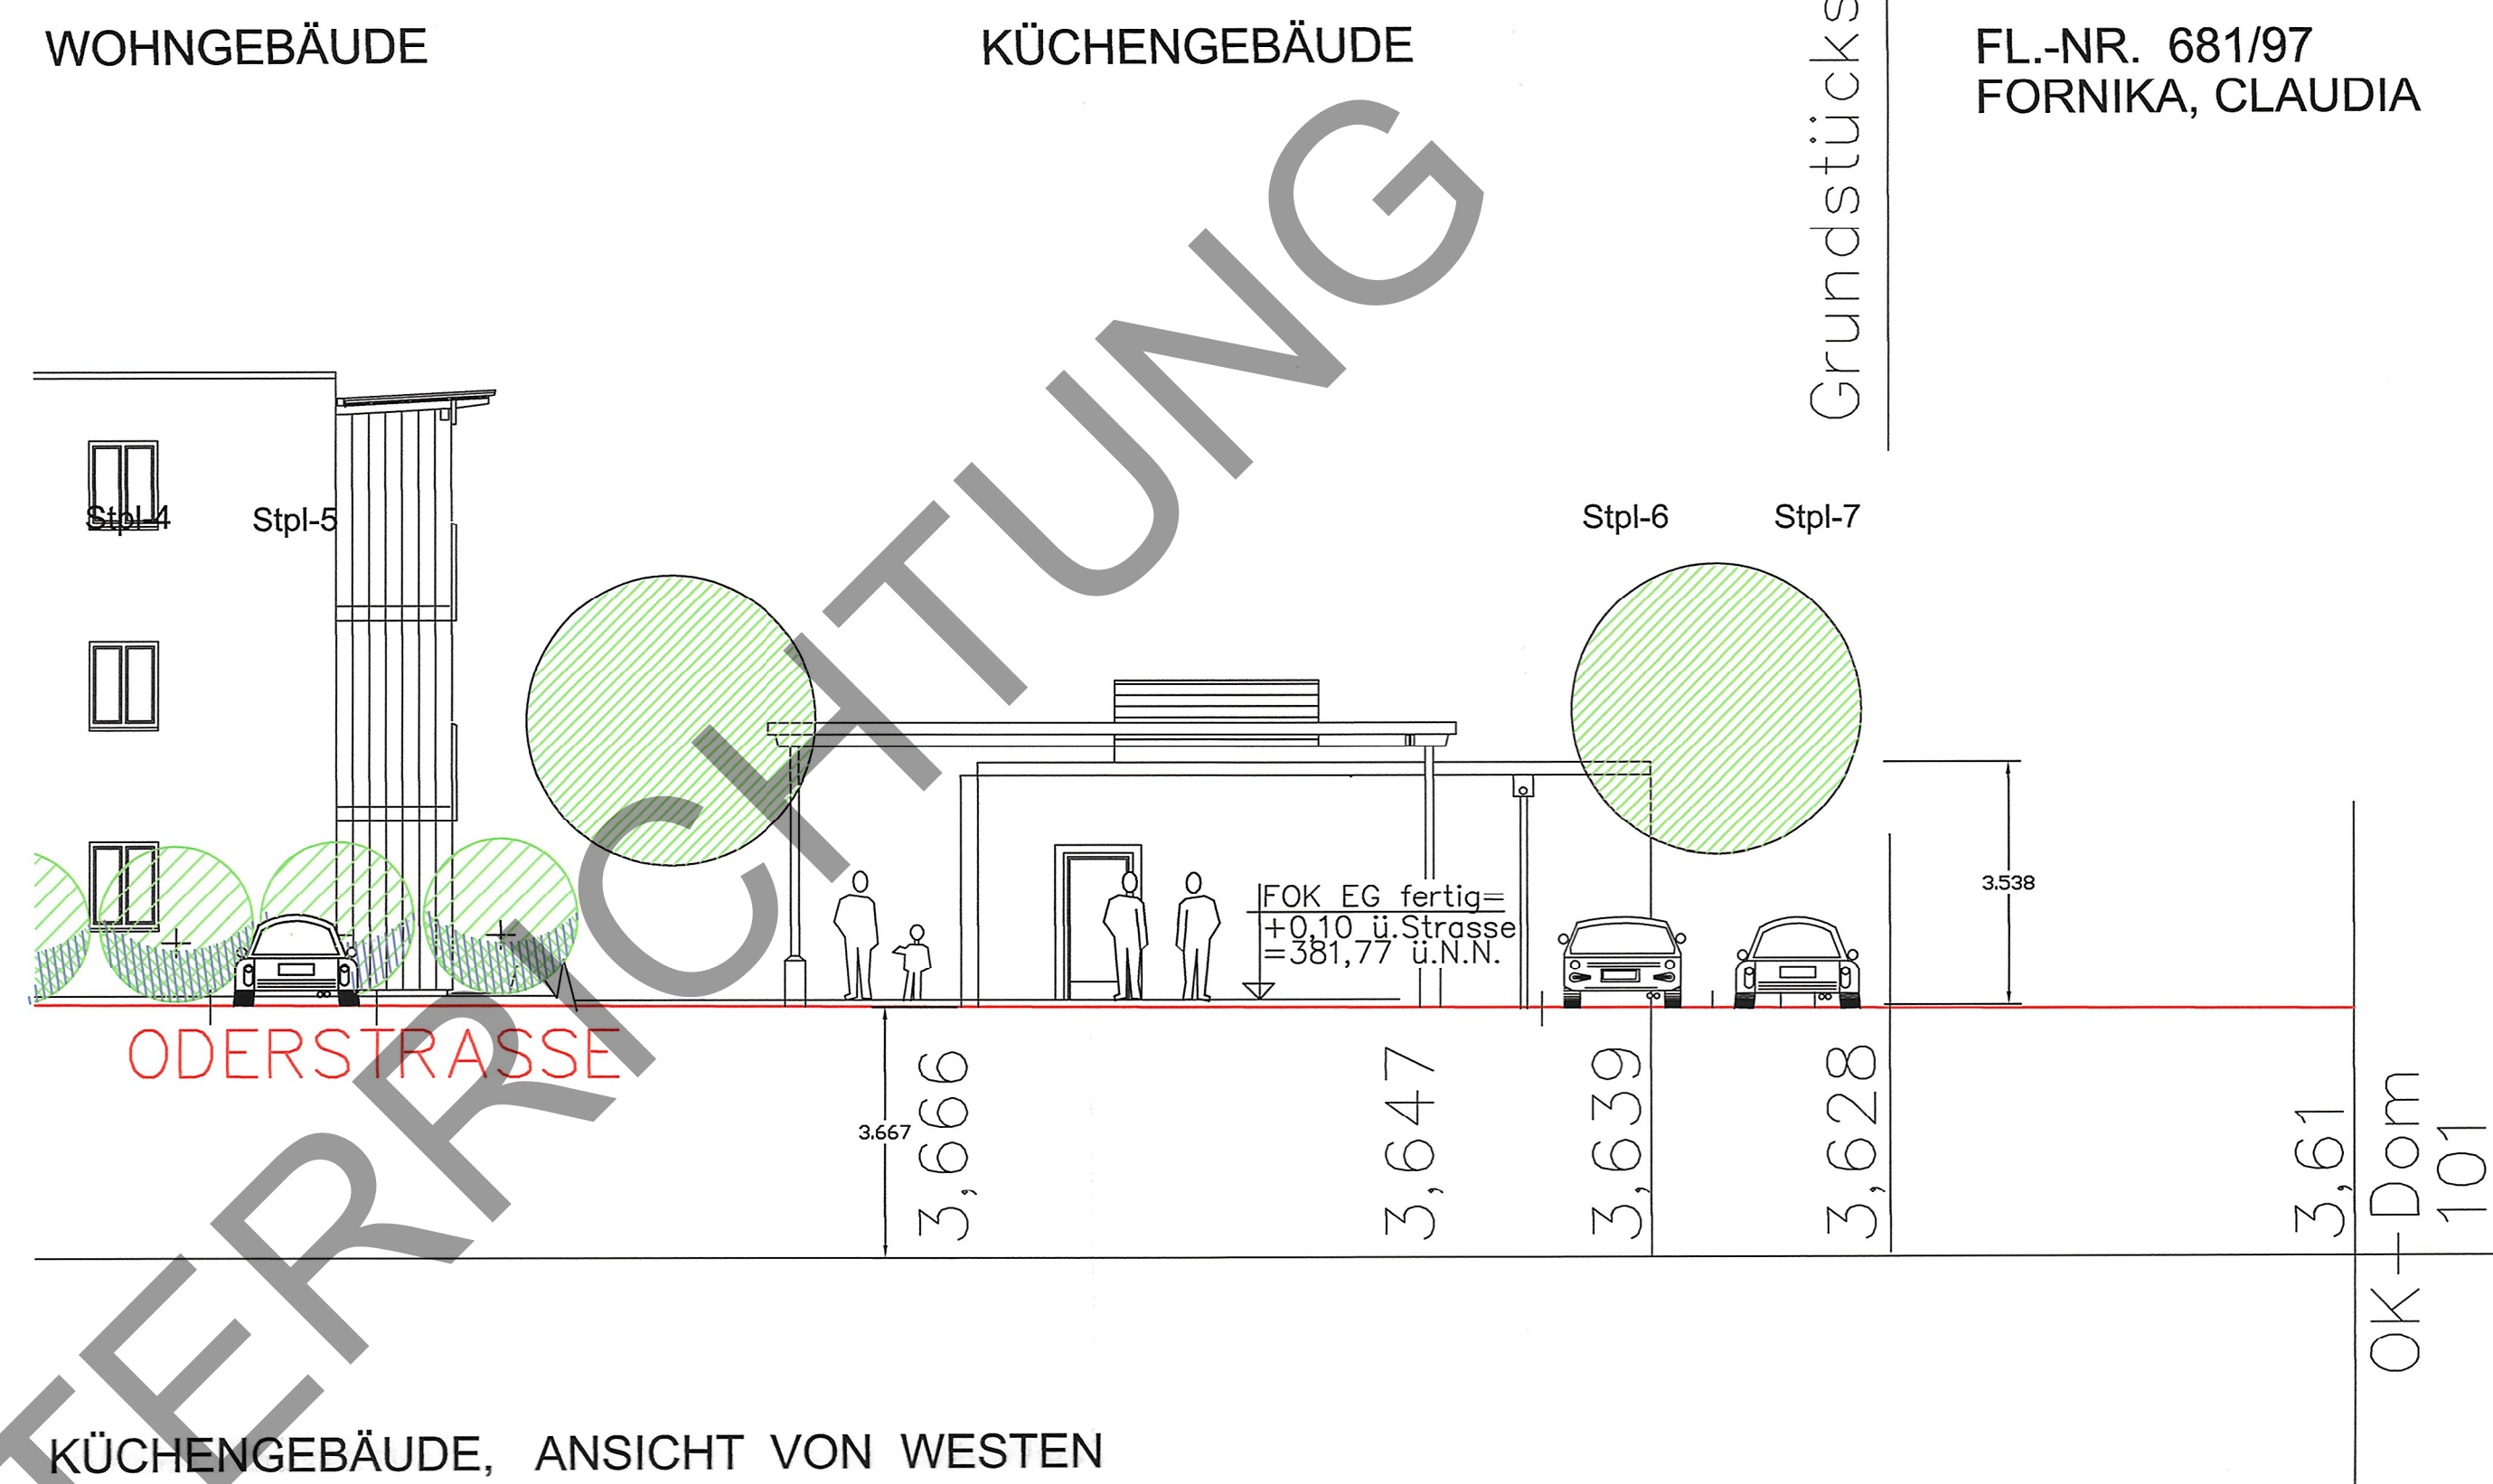 WOHNGEBÄUDE
KÜCHENGEBÄUDE
FL.-NR. 681/97
FORNIKA, CLAUDIA
Grundstücks
Stpl-4
Stpl-5
Stpl-6
Stpl-7
FOK EG fertig=
+0,10 ü.Strasse
=381,77 ü.N.N.
3.538
ODERSTRASSE
3.667
3,666
3,647
3,639
3,628
3,61
OK-Dom
101
TERRICHTUNG
KÜCHENGEBÄUDE, ANSICHT VON WESTEN